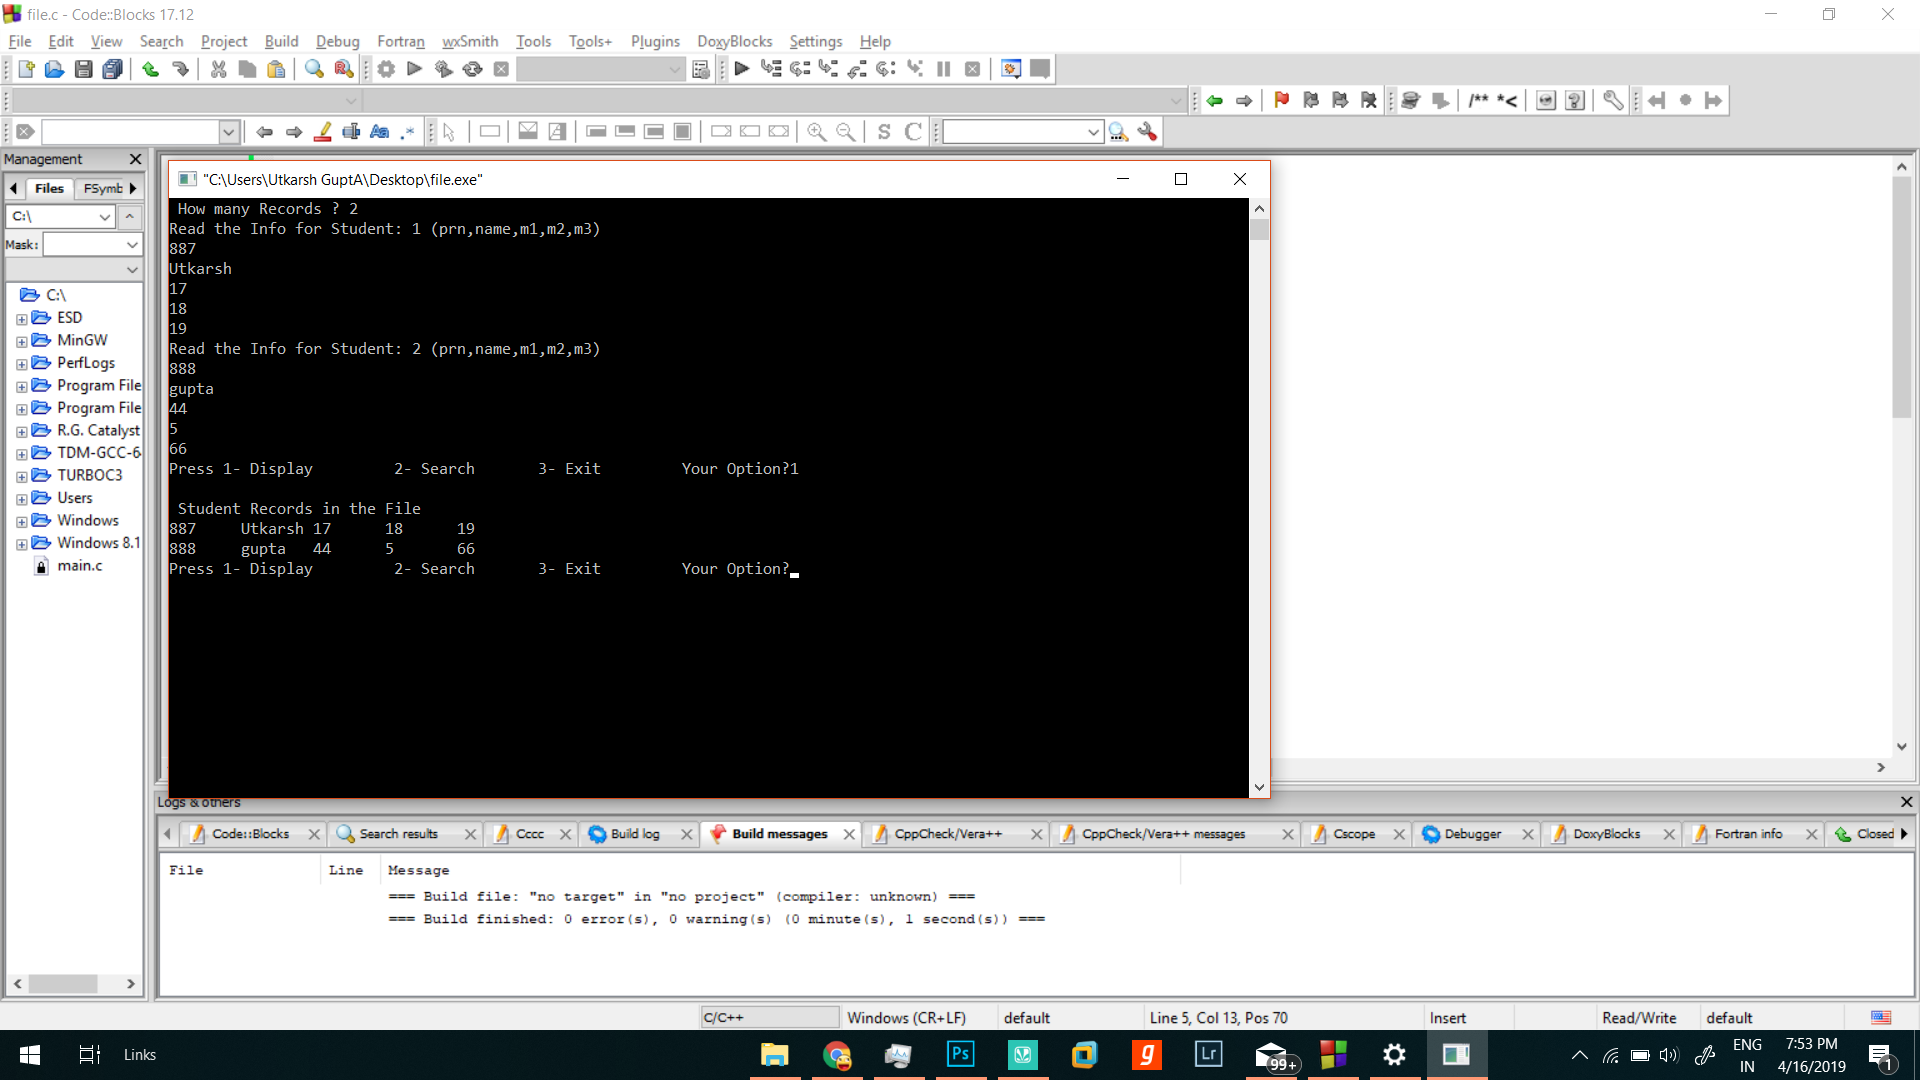 file.c - Code::Blocks 17.12
File Edit View Search Project Build Debug Fortran wxSmith Tools Tools+ Plugins DoxyBlocks Settings Help
/** *<
Management
Files FSymb
C:\
Mask:
C:\
ESD
MinGW
PerfLogs
Program File
Program File
R.G. Catalyst
TDM-GCC-6
TURBOC3
Users
Windows
Windows 8.1
main.c
"C:\Users\Utkarsh GuptA\Desktop\file.exe"
How many Records ? 2
Read the Info for Student: 1 (prn,name,m1,m2,m3)
887
Utkarsh
17
18
19
Read the Info for Student: 2 (prn,name,m1,m2,m3)
888
gupta
44
5
66
Press 1- Display 2- Search 3- Exit Your Option?1
Student Records in the File
887 Utkarsh 17 18 19
888 gupta 44 5 66
Press 1- Display 2- Search 3- Exit Your Option?
Logs & others
Code::Blocks Search results Cccc Build log Build messages CppCheck/Vera++ CppCheck/Vera++ messages Cscope Debugger DoxyBlocks Fortran info Closed
File Line Message
=== Build file: "no target" in "no project" (compiler: unknown) ===
=== Build finished: 0 error(s), 0 warning(s) (0 minute(s), 1 second(s)) ===
C/C++ Windows (CR+LF) default Line 5, Col 13, Pos 70 Insert Read/Write default
Links
Ps
g
Lr
99+
ENG
IN
7:53 PM
4/16/2019
1